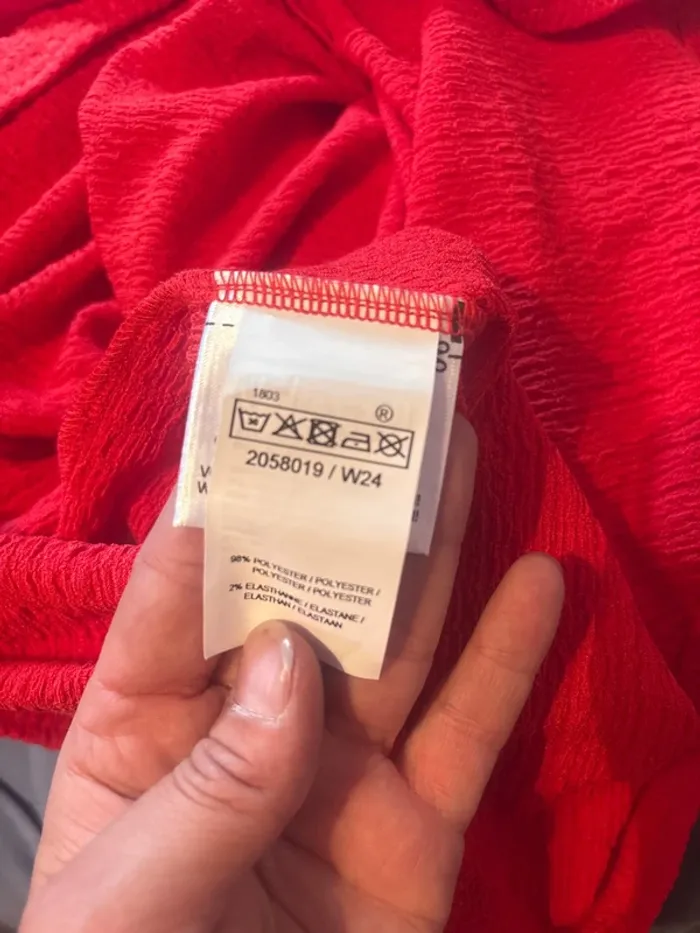 1803
®
2058019 / W24
98% POLYESTER / POLYESTER /
POLYESTER / POLYESTER
2% ELASTHANNE / ELASTANE /
ELASTHAN / ELASTAAN